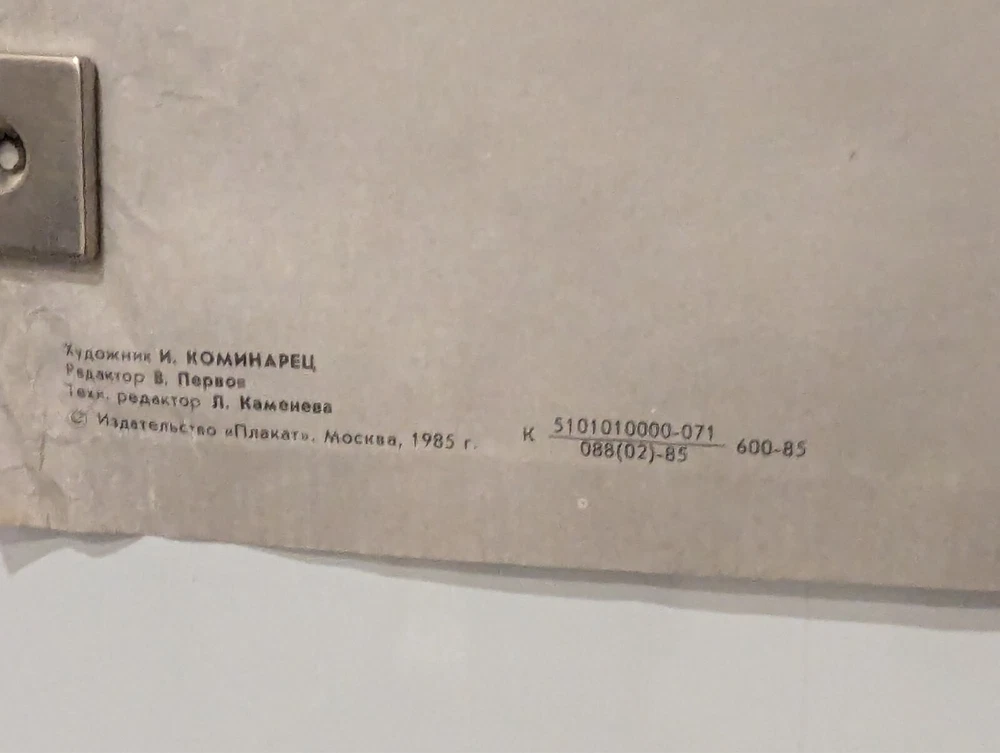 Художник И. КОМИНАРЕЦ
Редактор В. Первов
Техн. редактор Л. Каменева
© Издательство «Плакат». Москва, 1985 г.
К 5101010000-071 600-85
088(02)-85